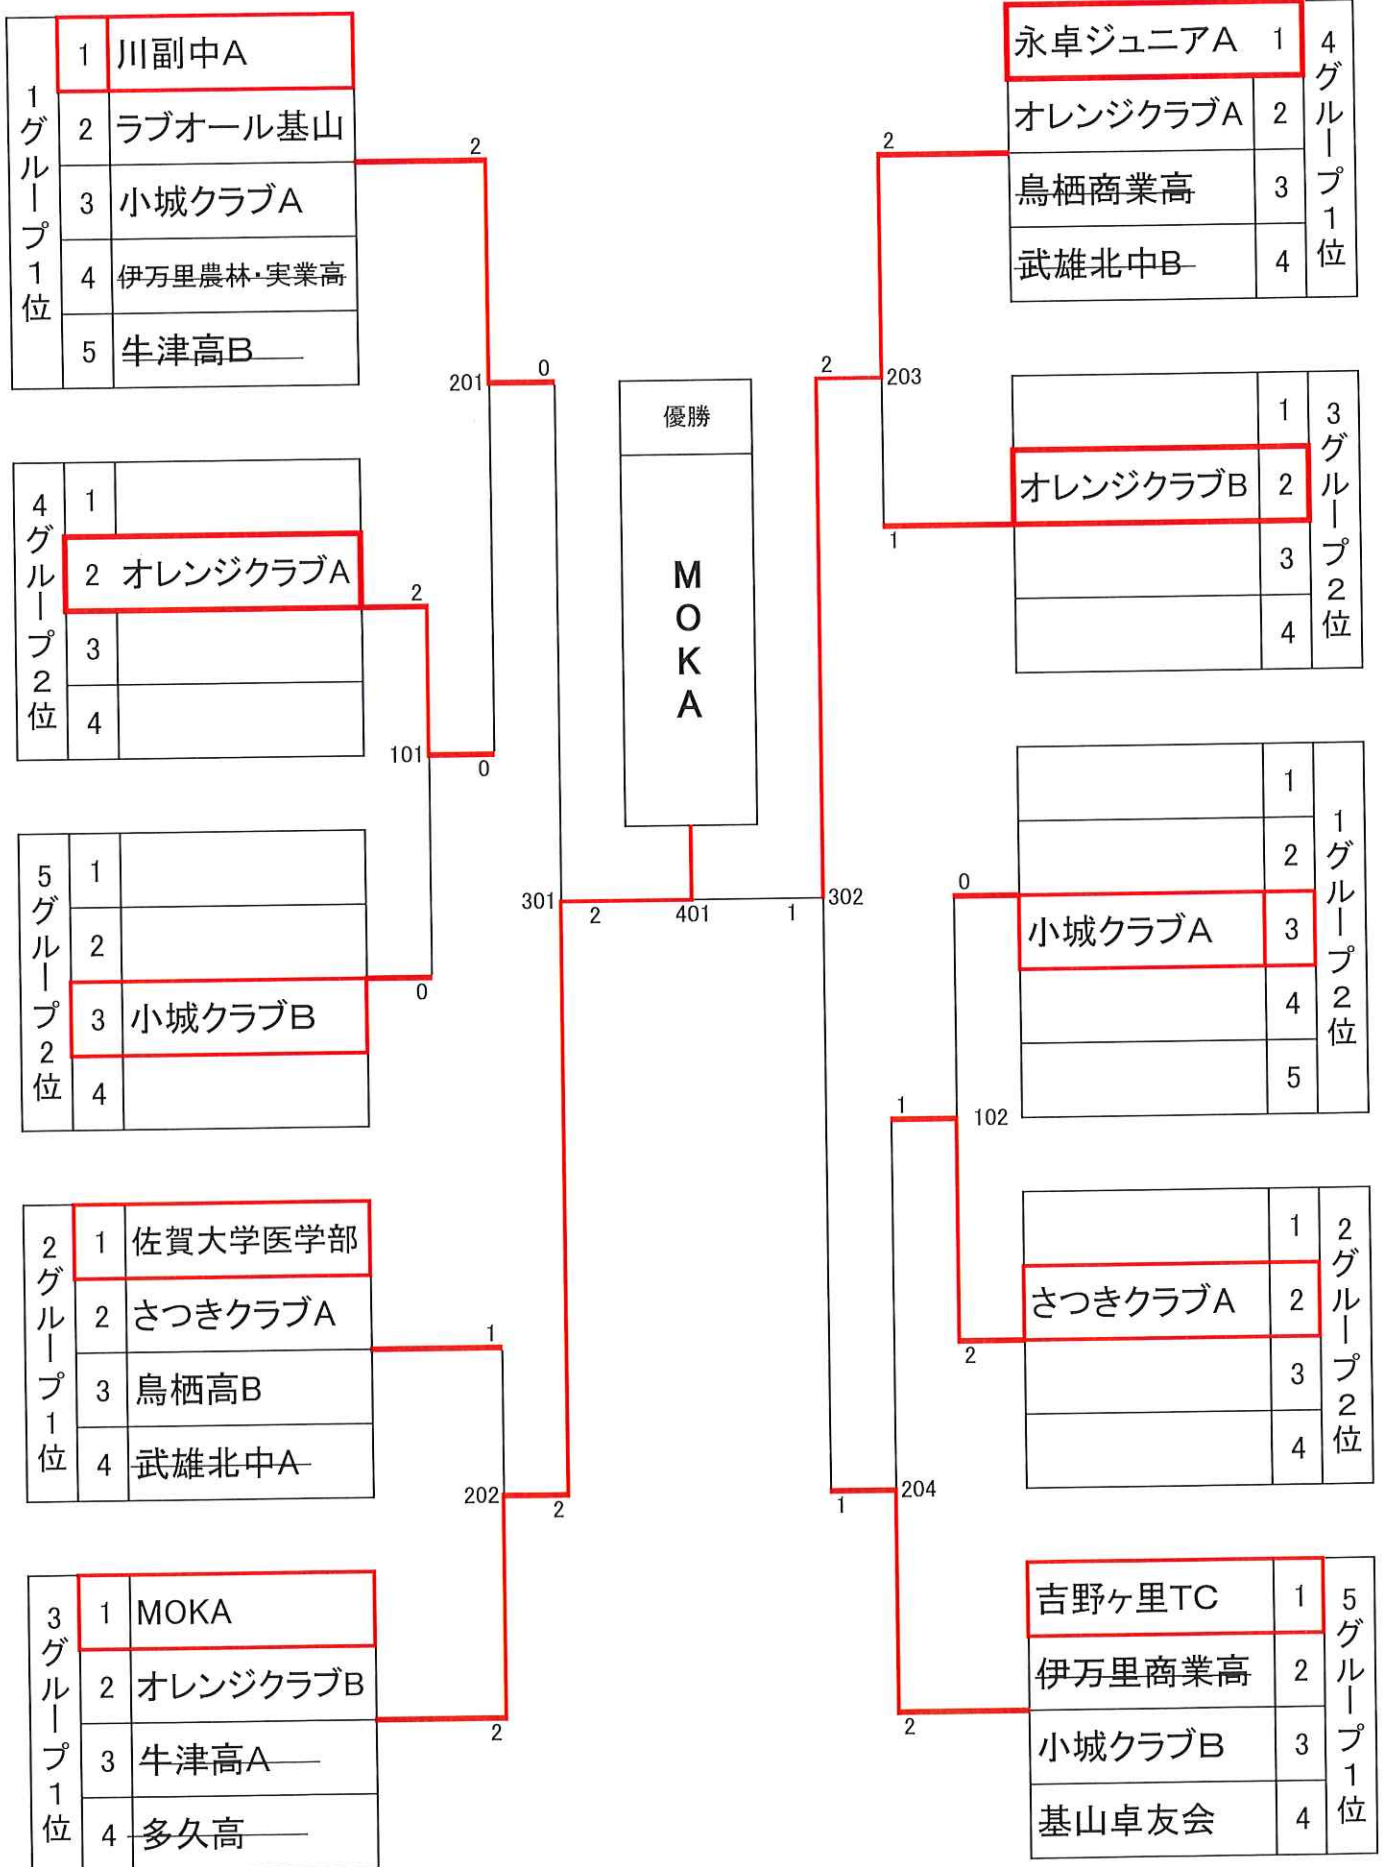 1グループ1位
1 川副中A
2 ラブオール基山
3 小城クラブA
4 伊万里農林・実業高
5 牛津高B
4グループ2位
1
2 オレンジクラブA
3
4
5グループ2位
1
2
3 小城クラブB
4
2グループ1位
1 佐賀大学医学部
2 さつきクラブA
3 鳥栖高B
4 武雄北中A
3グループ1位
1 MOKA
2 オレンジクラブB
3 牛津高A
4 多久高
2
201
0
2
101
0
0
301
2
1
202
2
2
優勝
MOKA
401
1
302
2
203
2
1
0
102
1
2
204
1
2
永卓ジュニアA 1
オレンジクラブA 2
鳥栖商業高 3
武雄北中B 4
4グループ1位
1
オレンジクラブB 2
3
4
3グループ2位
1
2
小城クラブA 3
4
5
1グループ2位
1
さつきクラブA 2
3
4
2グループ2位
吉野ヶ里TC 1
伊万里商業高 2
小城クラブB 3
基山卓友会 4
5グループ1位